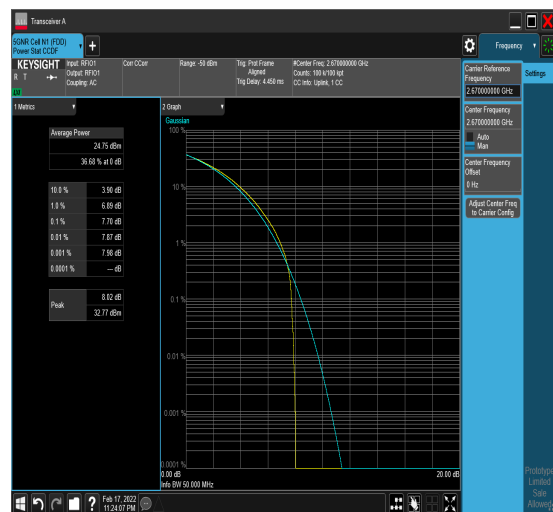 Transceiver A
5GNR Cell N1 (FDD)
Power Stat CCDF
+
Frequency
KEYSIGHT
R T
LV
Input: RFIO1
Output: RFIO1
Coupling: AC
Corr CCorr
Range: -50 dBm
Trig: Prot Frame
Aligned
Trig Delay: 4.450 ms
#Center Freq: 2.670000000 GHz
Counts: 100 k/100 kpt
CC Info: Uplink, 1 CC
1 Metrics
Average Power
24.75 dBm
36.68 % at 0 dB
10.0 % 3.90 dB
1.0 % 6.89 dB
0.1 % 7.70 dB
0.01 % 7.87 dB
0.001 % 7.98 dB
0.0001 % --- dB
Peak
8.02 dB
32.77 dBm
2 Graph
Gaussian
100 %
10 %
1 %
0.1 %
0.01 %
0.001 %
0.0001 %
0.00 dB
20.00 dB
Info BW 50.000 MHz
Carrier Reference
Frequency
2.670000000 GHz
Center Frequency
2.670000000 GHz
Auto
Man
Center Frequency
Offset
0 Hz
Adjust Center Freq
to Carrier Config
Settings
Prototype
Limited
Sale
Allowed
?
Feb 17, 2022
11:24:07 PM